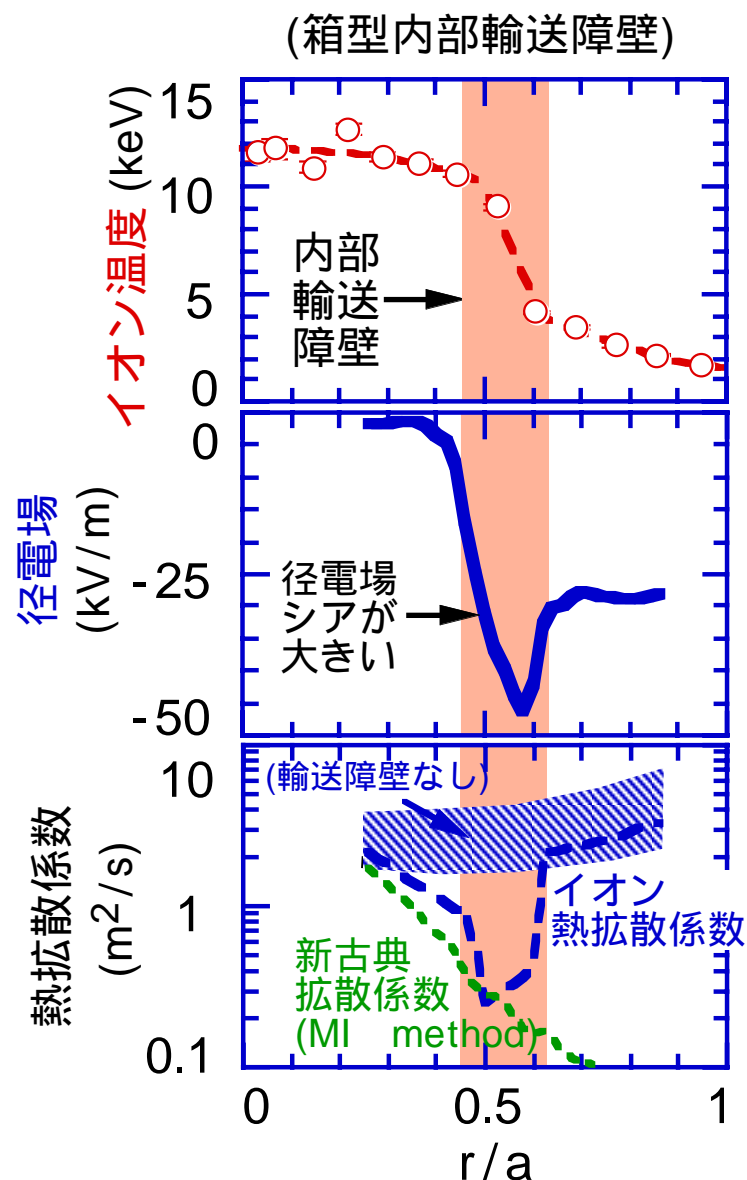 (箱型内部輸送障壁)
イオン温度 (keV)
15
10
5
0
内部
輸送
障壁
径電場
(kV/m)
0
-25
-50
径電場
シアが
大きい
熱拡散係数
(m²/s)
10
1
0.1
(輸送障壁なし)
イオン
熱拡散係数
新古典
拡散係数
(MI method)
0 0.5 1
r/a